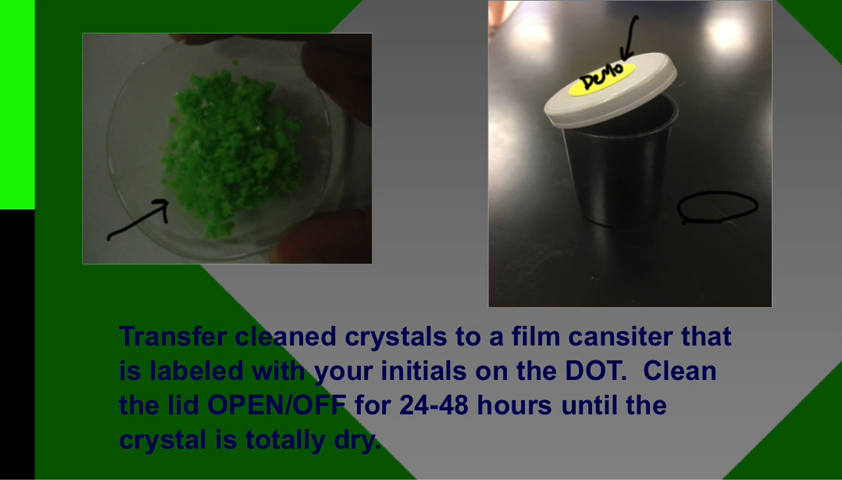 DEMO
Transfer cleaned crystals to a film cansiter that
is labeled with your initials on the DOT.  Clean
the lid OPEN/OFF for 24-48 hours until the
crystal is totally dry.